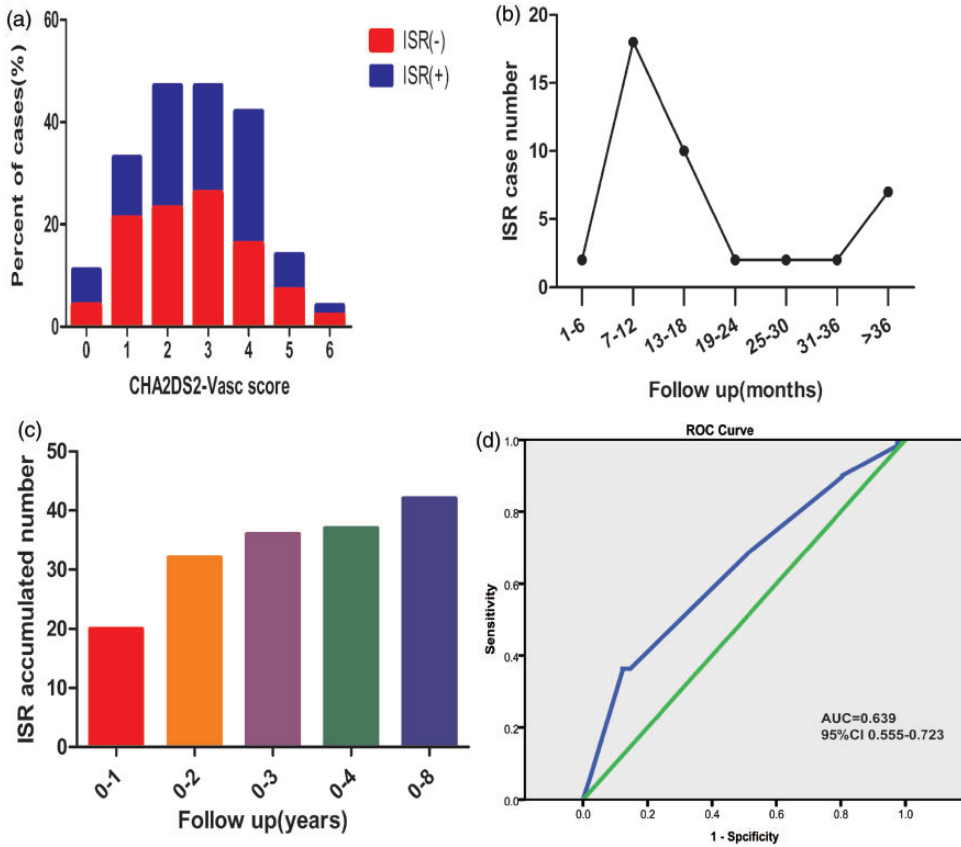 (a)
Percent of cases(%)
60
40
20
0
ISR(-)
ISR(+)
0 1 2 3 4 5 6
CHA2DS2-Vasc score
(b)
ISR case number
20
15
10
5
0
1-6 7-12 13-18 19-24 25-30 31-36 >36
Follow up(months)
(c)
ISR accumulated number
50
40
30
20
10
0
0-1 0-2 0-3 0-4 0-8
Follow up(years)
(d)
ROC Curve
Sensitivity
1.0
0.8
0.6
0.4
0.2
0.0
AUC=0.639
95%CI 0.555-0.723
0.0 0.2 0.4 0.6 0.8 1.0
1 - Spcificity